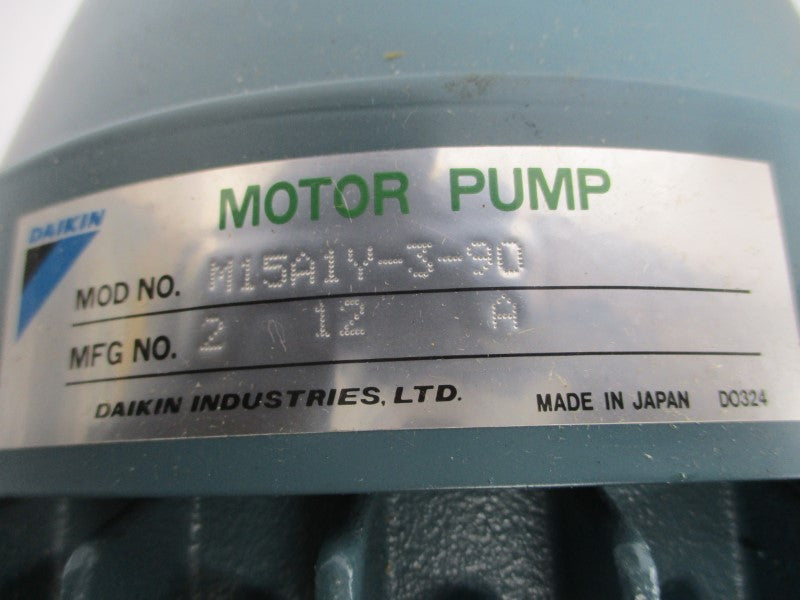 MOTOR PUMP
DAIKIN
MOD NO. M15A1Y-3-90
MFG NO. 2 12 A
DAIKIN INDUSTRIES, LTD. MADE IN JAPAN DO324